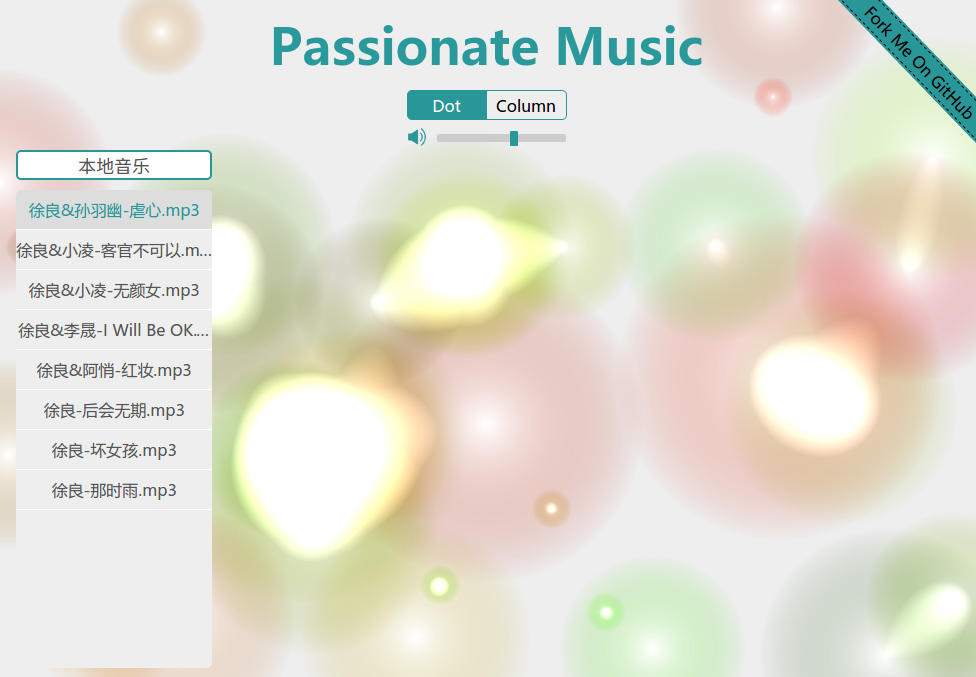 Passionate Music
Fork Me On GitHub
Dot
Column
本地音乐
徐良&孙羽幽-虐心.mp3
徐良&小凌-客官不可以.m...
徐良&小凌-无颜女.mp3
徐良&李晟-I Will Be OK....
徐良&阿悄-红妆.mp3
徐良-后会无期.mp3
徐良-坏女孩.mp3
徐良-那时雨.mp3